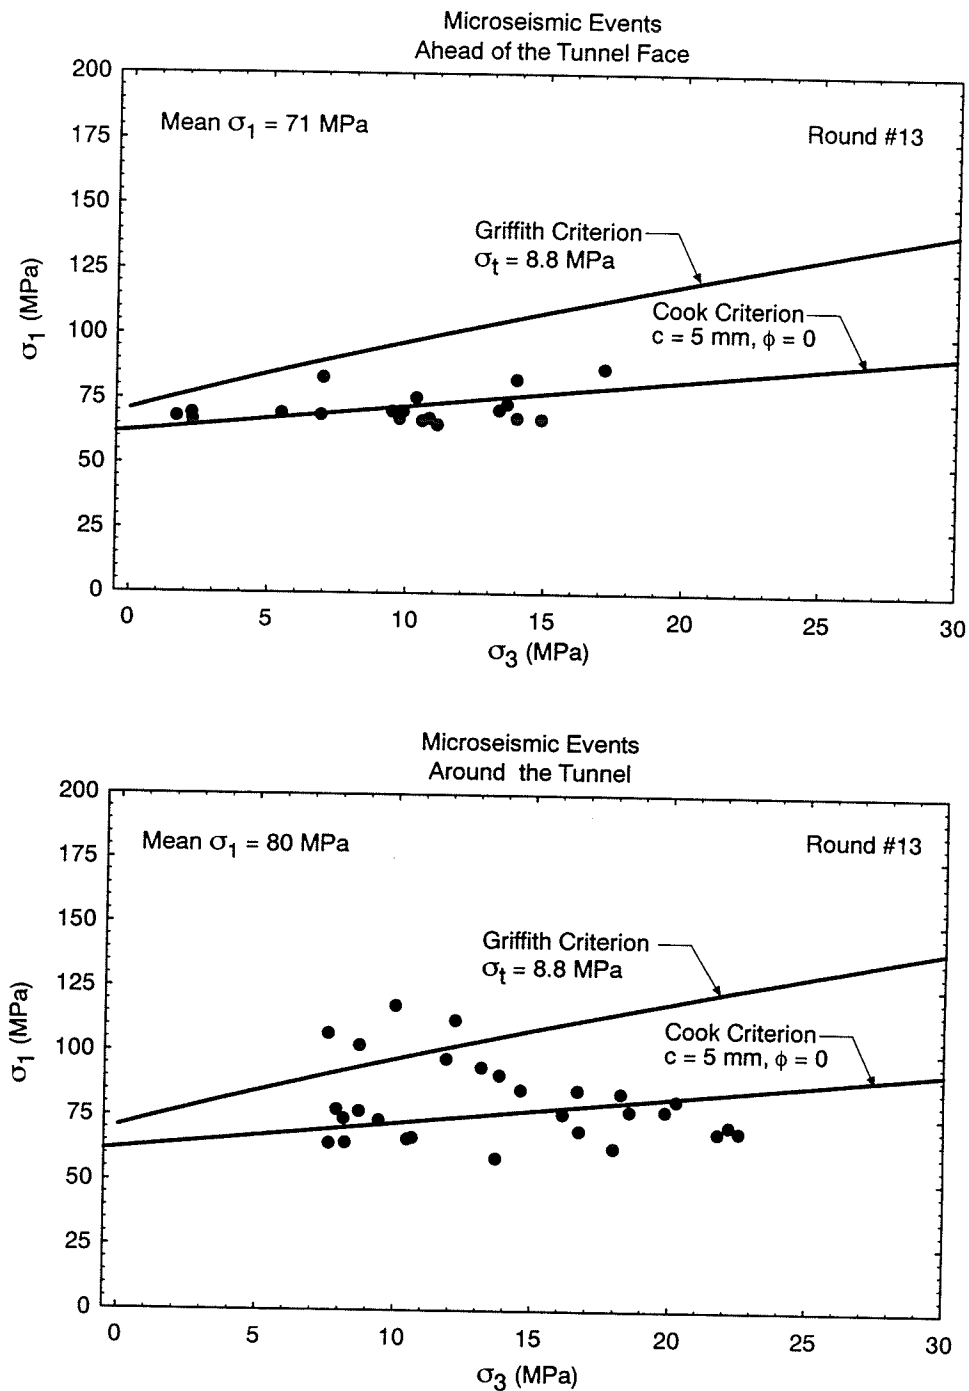 Microseismic Events
Ahead of the Tunnel Face
200
175
150
125
100
75
50
25
0
σ1 (MPa)
Mean σ1 = 71 MPa
Round #13
Griffith Criterion
σt = 8.8 MPa
Cook Criterion
c = 5 mm, ϕ = 0
0 5 10 15 20 25 30
σ3 (MPa)
Microseismic Events
Around the Tunnel
200
175
150
125
100
75
50
25
0
σ1 (MPa)
Mean σ1 = 80 MPa
Round #13
Griffith Criterion
σt = 8.8 MPa
Cook Criterion
c = 5 mm, ϕ = 0
0 5 10 15 20 25 30
σ3 (MPa)